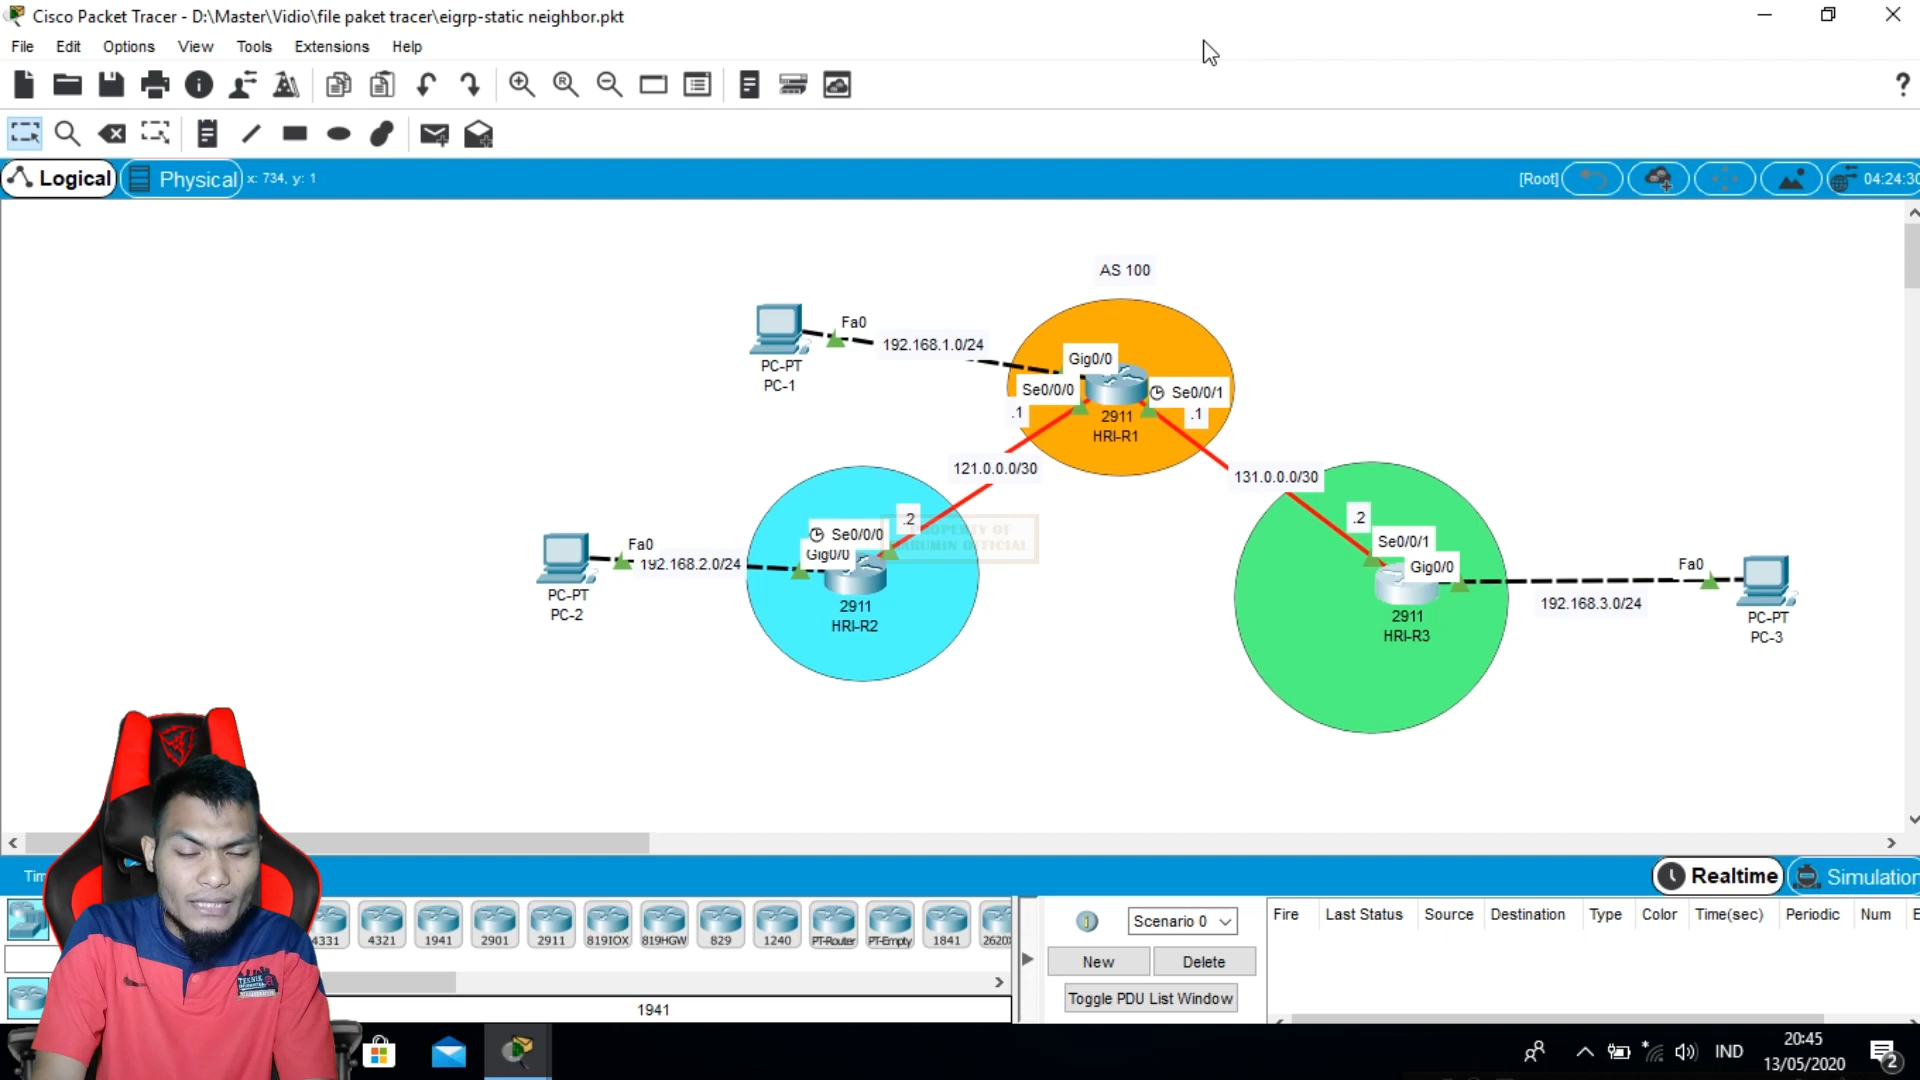 Cisco Packet Tracer - D:\Master\Vidio\file paket tracer\eigrp-static neighbor.pkt
File Edit Options View Tools Extensions Help
Logical Physical x: 734, y: 1 [Root] 04:24:30
AS 100
Fa0
192.168.1.0/24
Gig0/0
PC-PT
PC-1
Se0/0/0
Se0/0/1
.1
.1
2911
HRI-R1
121.0.0.0/30
131.0.0.0/30
.2
.2
Se0/0/0
Gig0/0
Fa0
192.168.2.0/24
PROPERTY OF
OFFICIAL
Se0/0/1
Gig0/0
Fa0
192.168.3.0/24
PC-PT
PC-2
2911
HRI-R2
2911
HRI-R3
PC-PT
PC-3
Realtime Simulation
4331 4321 1941 2901 2911 819IOX 819HGW 829 1240 PT-Router PT-Empty 1841
1941
Scenario 0
New Delete
Toggle PDU List Window
Fire Last Status Source Destination Type Color Time(sec) Periodic Num
TEKNIK
IND
20:45
13/05/2020
2